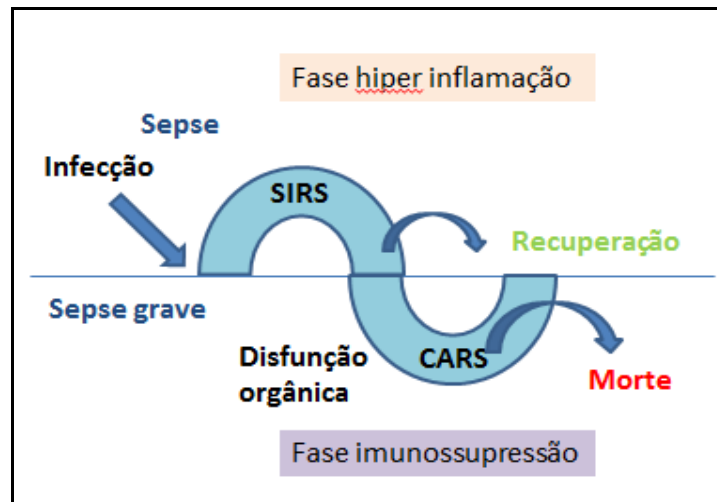 Fase hiper inflamação
Sepse
Infecção
SIRS
Recuperação
Sepse grave
Disfunção
orgânica
CARS
Morte
Fase imunossupressão